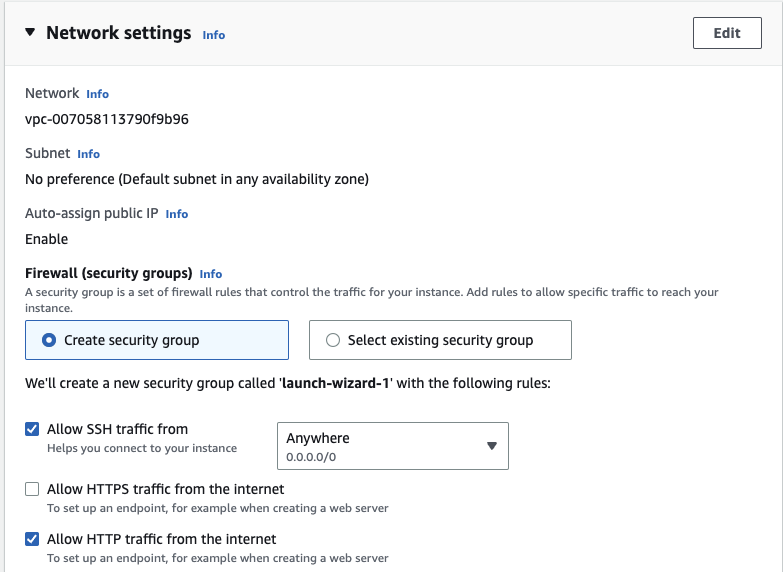 Network settings Info Edit
Network Info
vpc-007058113790f9b96
Subnet Info
No preference (Default subnet in any availability zone)
Auto-assign public IP Info
Enable
Firewall (security groups) Info
A security group is a set of firewall rules that control the traffic for your instance. Add rules to allow specific traffic to reach your
instance.
Create security group Select existing security group
We'll create a new security group called 'launch-wizard-1' with the following rules:
Allow SSH traffic from
Helps you connect to your instance
Anywhere
0.0.0.0/0
Allow HTTPS traffic from the internet
To set up an endpoint, for example when creating a web server
Allow HTTP traffic from the internet
To set up an endpoint, for example when creating a web server